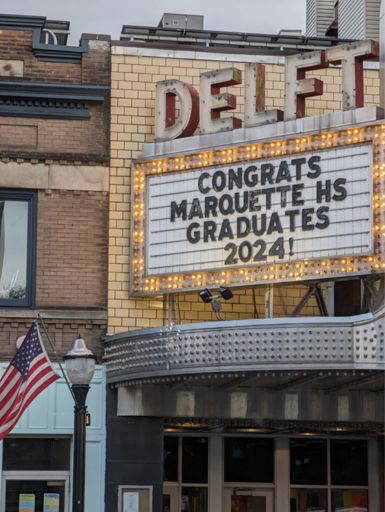 DELFT
CONGRATS
MARQUETTE HS
GRADUATES
2024!